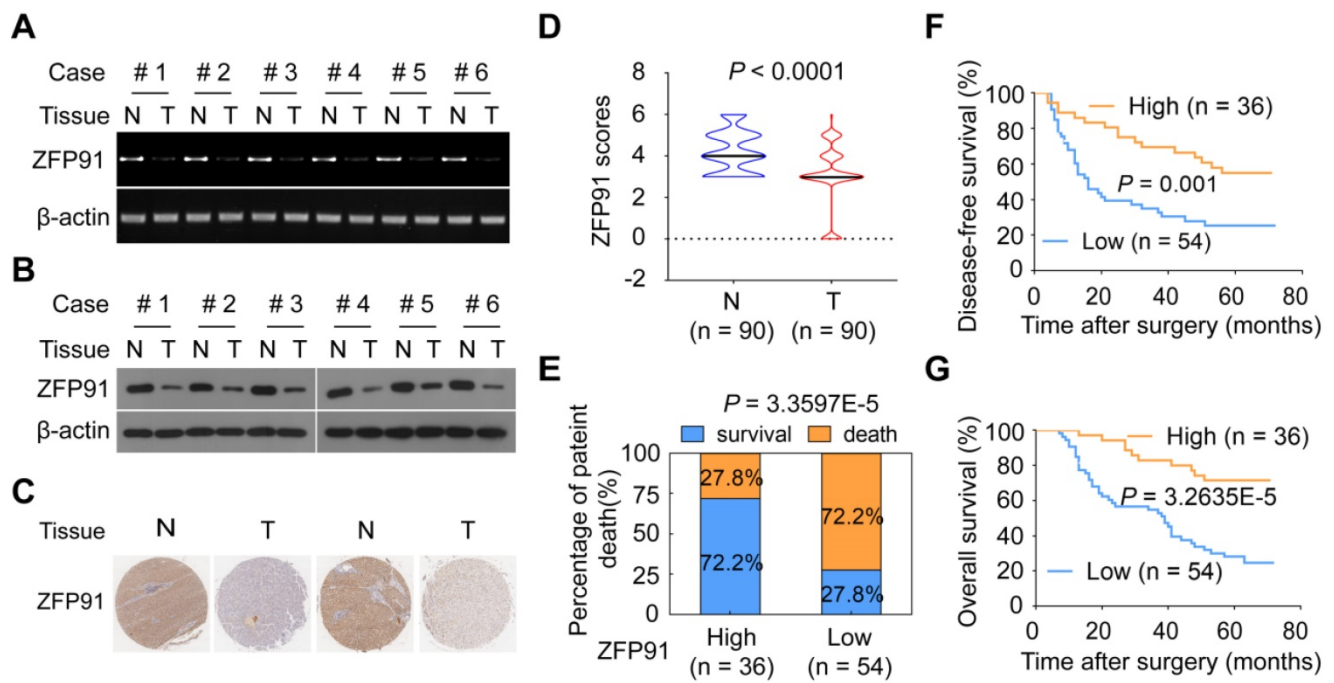 A
Case # 1 # 2 # 3 # 4 # 5 # 6
Tissue N T N T N T N T N T N T
ZFP91
β-actin
B
Case # 1 # 2 # 3 # 4 # 5 # 6
Tissue N T N T N T N T N T N T
ZFP91
β-actin
C
Tissue N T N T
ZFP91
D
P < 0.0001
ZFP91 scores
8
6
4
2
0
-2
N T
(n = 90) (n = 90)
E
P = 3.3597E-5
survival death
Percentage of pateint
death(%)
100
75
50
25
0
27.8%
72.2%
72.2%
27.8%
ZFP91 High Low
(n = 36) (n = 54)
F
Disease-free survival (%)
100
80
60
40
20
0
High (n = 36)
P = 0.001
Low (n = 54)
0 20 40 60 80
Time after surgery (months)
G
Overall survival (%)
100
80
60
40
20
0
High (n = 36)
P = 3.2635E-5
Low (n = 54)
0 20 40 60 80
Time after surgery (months)